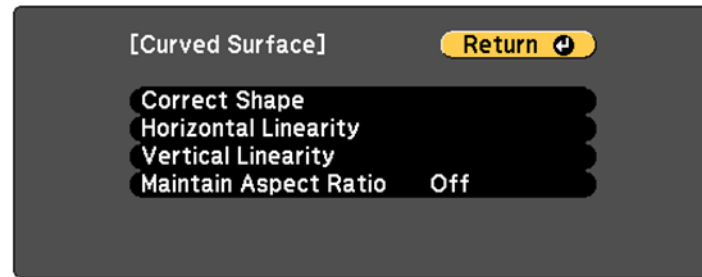 [Curved Surface] Return
Correct Shape
Horizontal Linearity
Vertical Linearity
Maintain Aspect Ratio Off